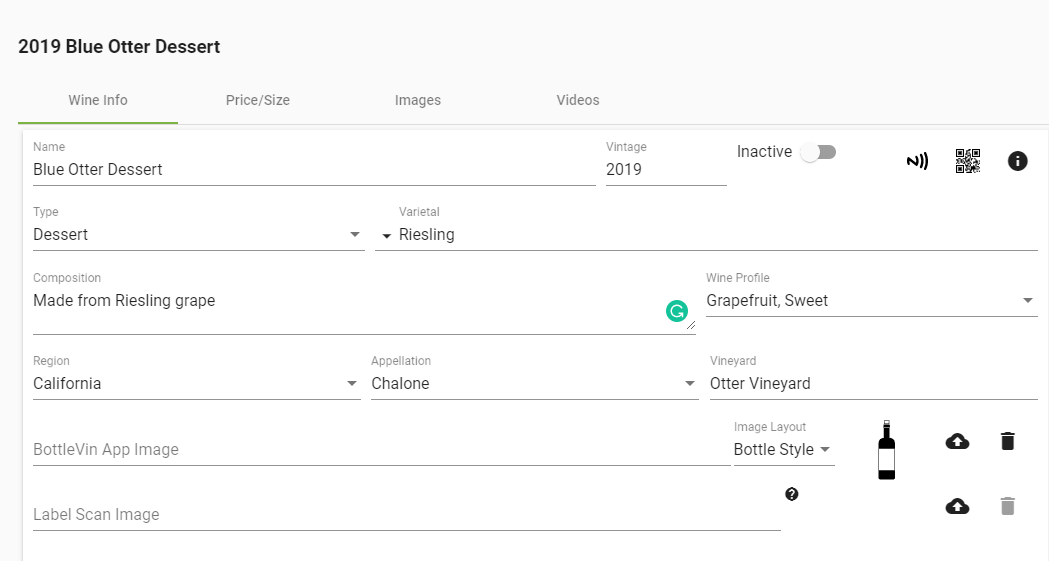 2019 Blue Otter Dessert
Wine Info Price/Size Images Videos
Name Vintage
Inactive
Blue Otter Dessert 2019
Type Varietal
Dessert Riesling
Composition Wine Profile
Made from Riesling grape Grapefruit, Sweet
Region Appellation Vineyard
California Chalone Otter Vineyard
Image Layout
BottleVin App Image Bottle Style
Label Scan Image